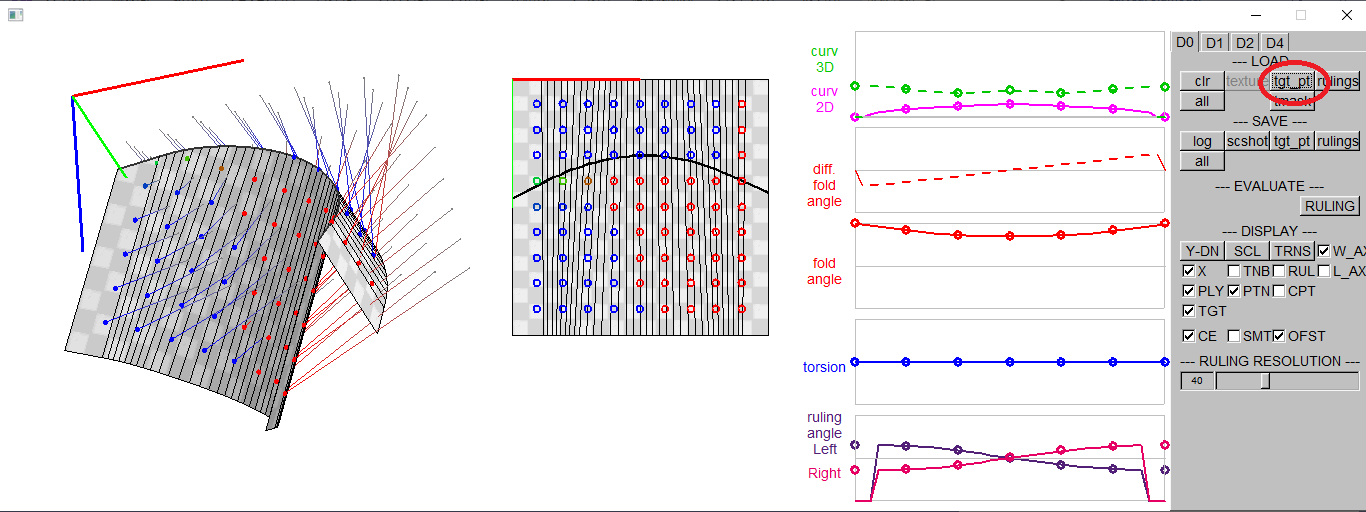 curv
3D
curv
2D
diff.
fold
angle
fold
angle
torsion
ruling
angle
Left
Right
D0 D1 D2 D4
--- LOAD
clr texture tgt_pt rulings
all tmask
--- SAVE ---
log scshot tgt_pt rulings
all
--- EVALUATE ---
RULING
--- DISPLAY ---
Y-DN SCL TRNS W_AX
X TNB RUL L_AX
PLY PTN CPT
TGT
CE SMT OFST
--- RULING RESOLUTION ---
40